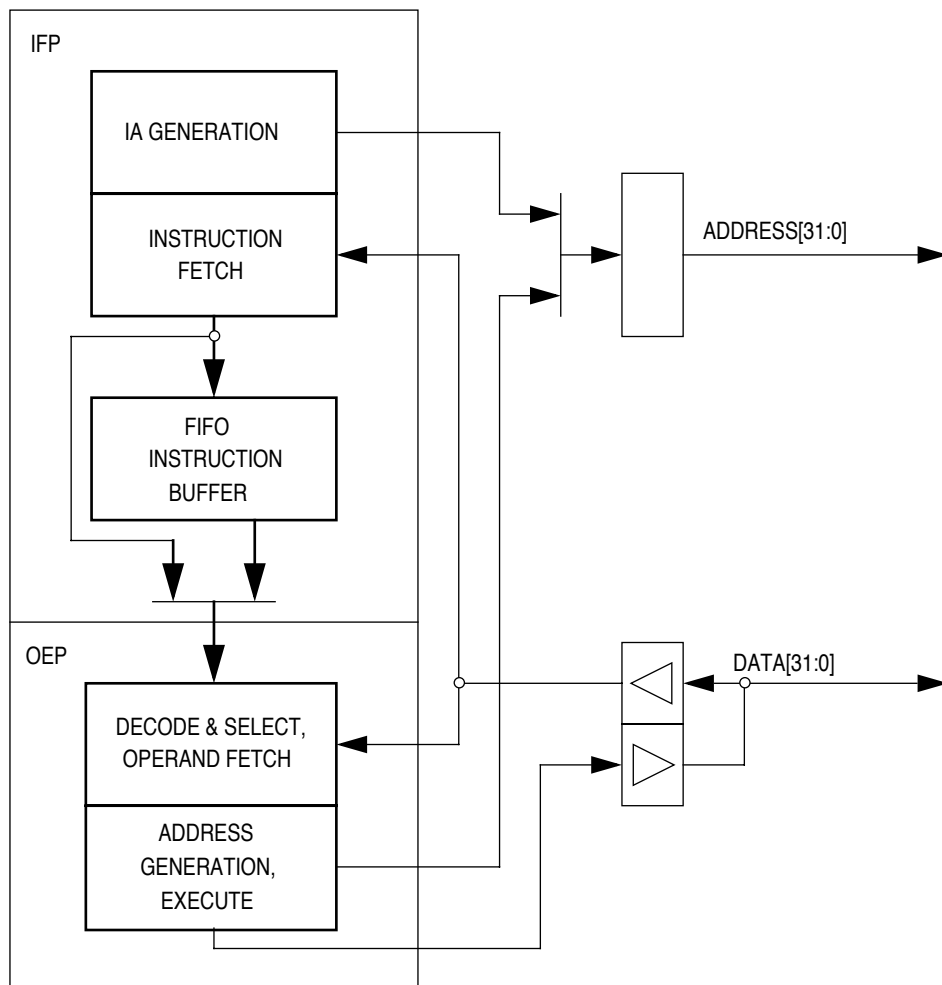 IFP
IA GENERATION
INSTRUCTION
FETCH
ADDRESS[31:0]
FIFO
INSTRUCTION
BUFFER
OEP
DATA[31:0]
DECODE & SELECT,
OPERAND FETCH
ADDRESS
GENERATION,
EXECUTE